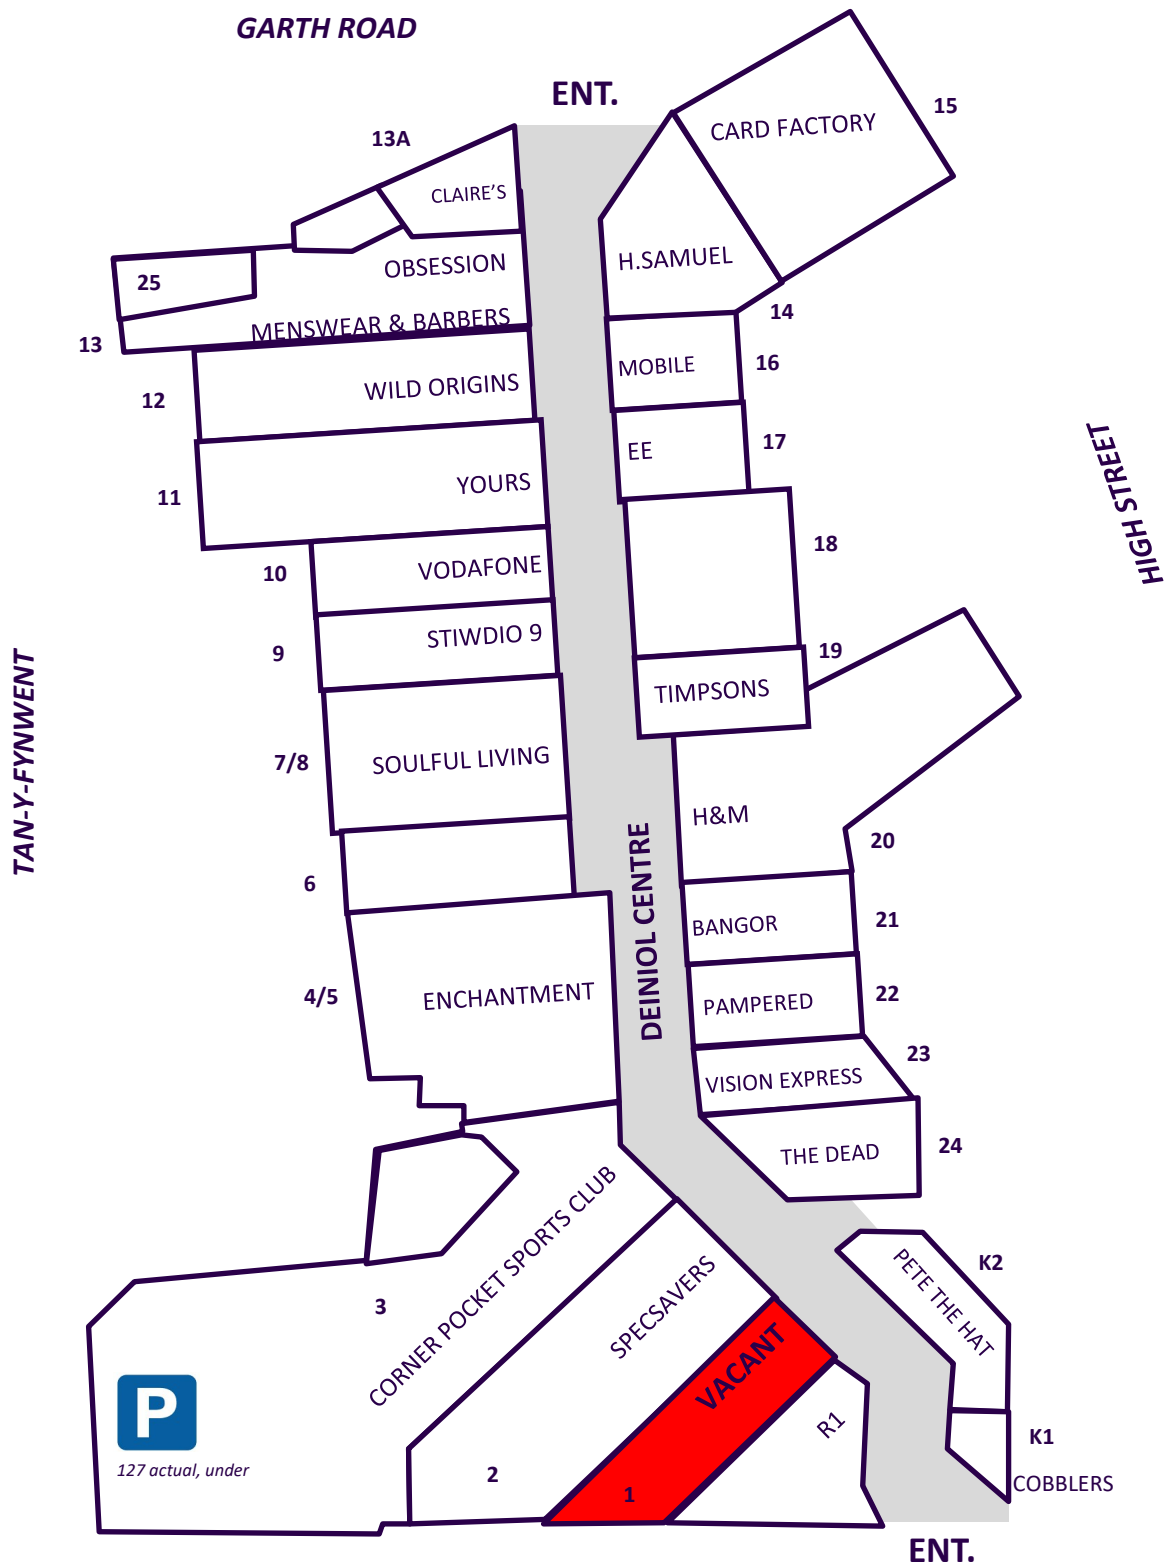 GARTH ROAD
ENT.
15
CARD FACTORY
13A
CLAIRE'S
H.SAMUEL
OBSESSION
25
MENSWEAR & BARBERS
14
13
MOBILE
16
WILD ORIGINS
12
EE
17
HIGH STREET
YOURS
11
18
VODAFONE
10
STIWDIO 9
9
19
TIMPSONS
TAN-Y-FYNWENT
SOULFUL LIVING
7/8
H&M
20
6
DEINIOL CENTRE
BANGOR
21
ENCHANTMENT
4/5
PAMPERED
22
23
VISION EXPRESS
THE DEAD
24
CORNER POCKET SPORTS CLUB
3
SPECSAVERS
PETE THE HAT
K2
VACANT
P
127 actual, under
R1
K1
2
1
COBBLERS
ENT.